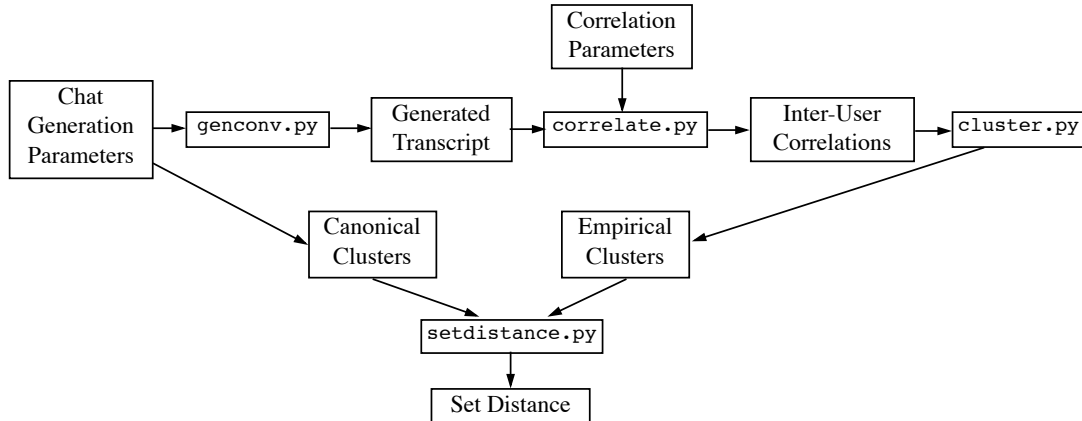 Correlation
Parameters
Chat
Generation
Parameters
genconv.py
Generated
Transcript
correlate.py
Inter-User
Correlations
cluster.py
Canonical
Clusters
Empirical
Clusters
setdistance.py
Set Distance